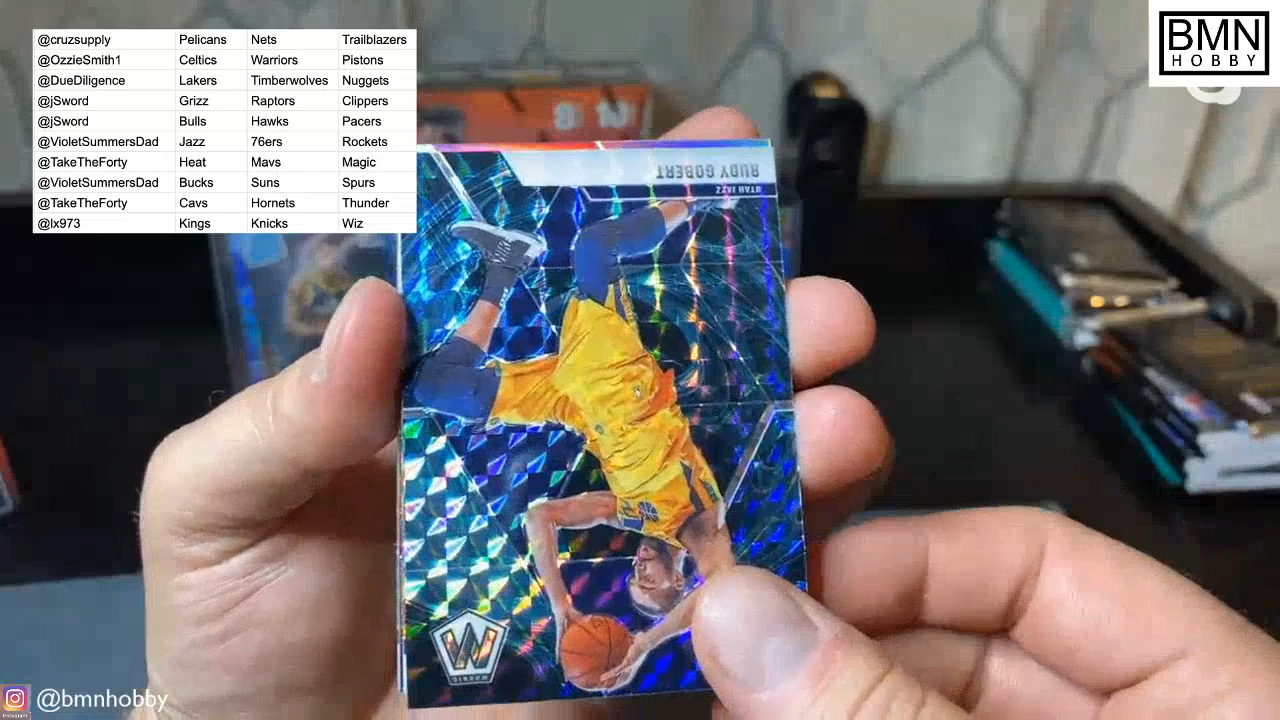 @cruzsupply Pelicans Nets Trailblazers
@OzzieSmith1 Celtics Warriors Pistons
@DueDiligence Lakers Timberwolves Nuggets
@jSword Grizz Raptors Clippers
@jSword Bulls Hawks Pacers
@VioletSummersDad Jazz 76ers Rockets
@TakeTheForty Heat Mavs Magic
@VioletSummersDad Bucks Suns Spurs
@TakeTheForty Cavs Hornets Thunder
@lx973 Kings Knicks Wiz
BMN
HOBBY
RUDY GOBERT
UTAH JAZZ
MOSAIC
Instagram
@bmnhobby